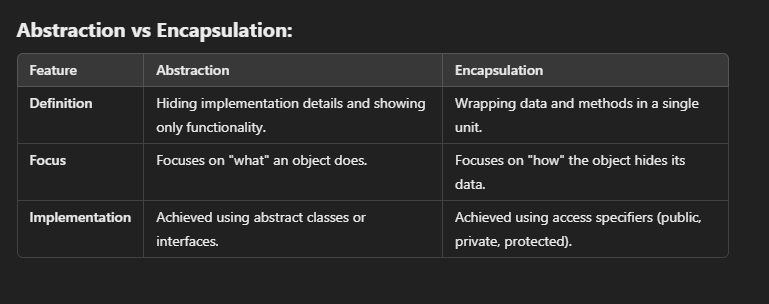 Abstraction vs Encapsulation:
Feature Abstraction Encapsulation
Definition Hiding implementation details and showing Wrapping data and methods in a single
only functionality. unit.
Focus Focuses on "what" an object does. Focuses on "how" the object hides its
data.
Implementation Achieved using abstract classes or Achieved using access specifiers (public,
interfaces. private, protected).